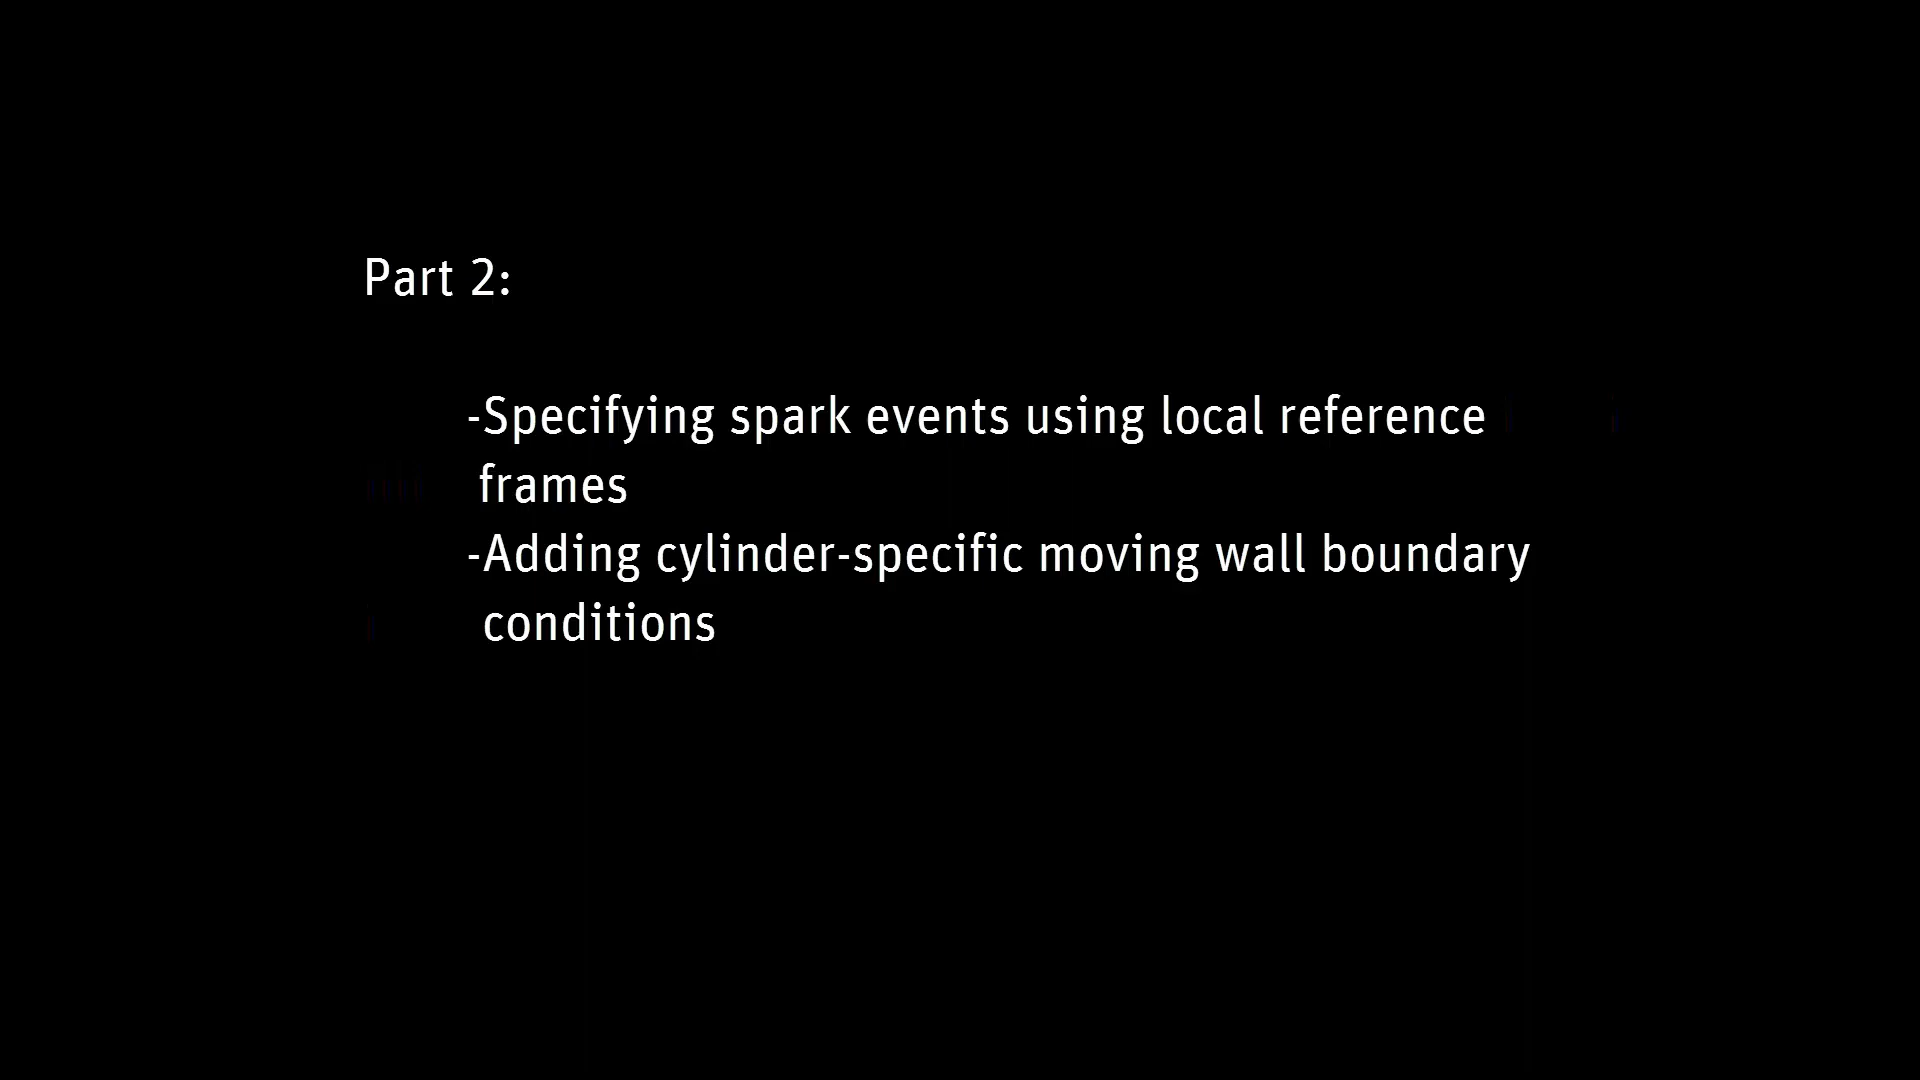 Part 2:
-Specifying spark events using local reference
frames
-Adding cylinder-specific moving wall boundary
conditions